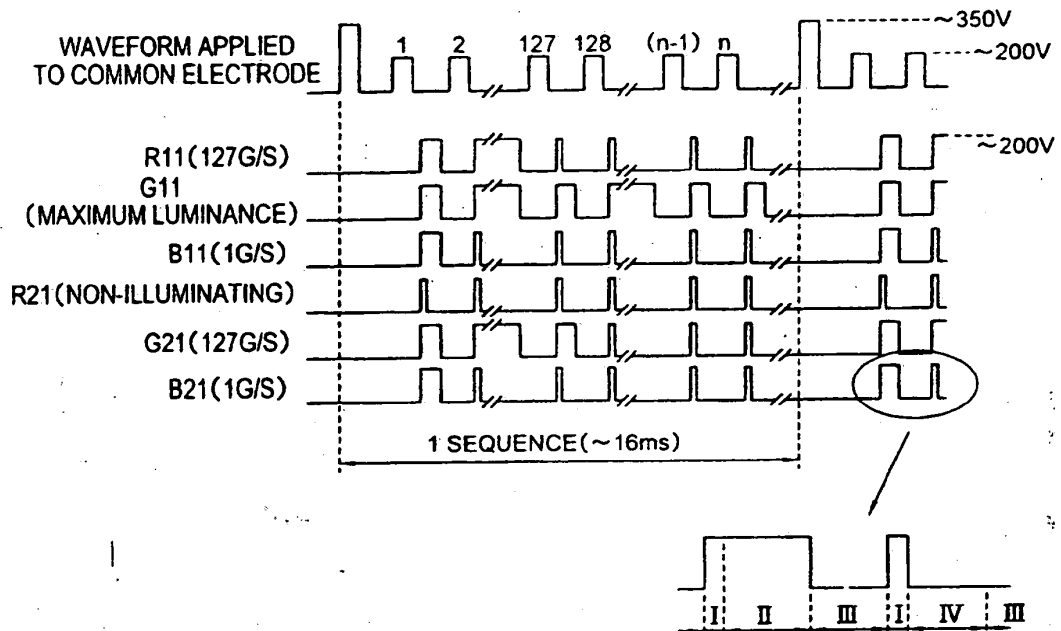 ~350V
1 2 127 128 (n-1) n
WAVEFORM APPLIED
TO COMMON ELECTRODE
~200V
R11(127G/S)
~200V
G11
(MAXIMUM LUMINANCE)
B11(1G/S)
R21(NON-ILLUMINATING)
G21(127G/S)
B21(1G/S)
1 SEQUENCE(~16ms)
I II III I IV III